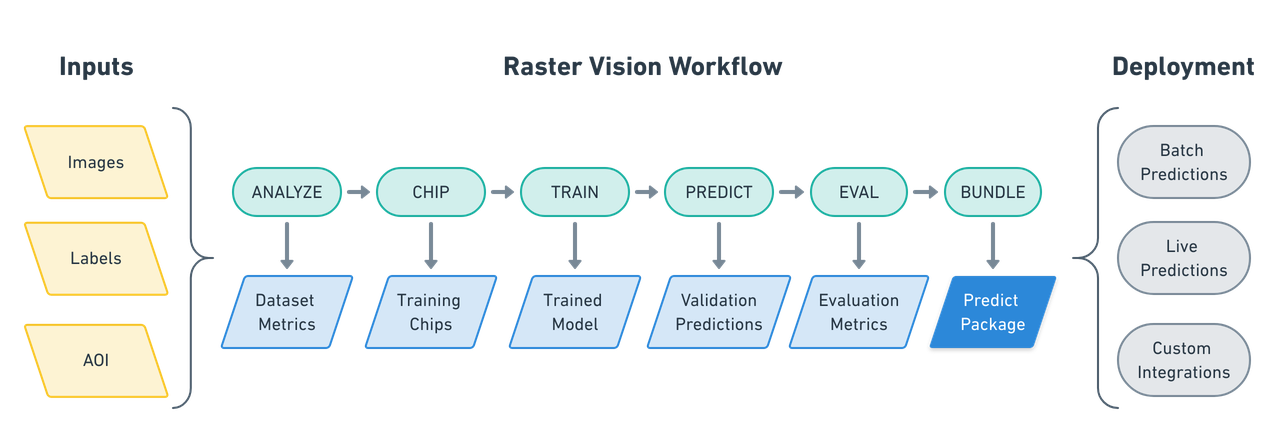 Inputs
Raster Vision Workflow
Deployment
Images
Labels
AOI
ANALYZE
CHIP
TRAIN
PREDICT
EVAL
BUNDLE
Dataset
Metrics
Training
Chips
Trained
Model
Validation
Predictions
Evaluation
Metrics
Predict
Package
Batch
Predictions
Live
Predictions
Custom
Integrations